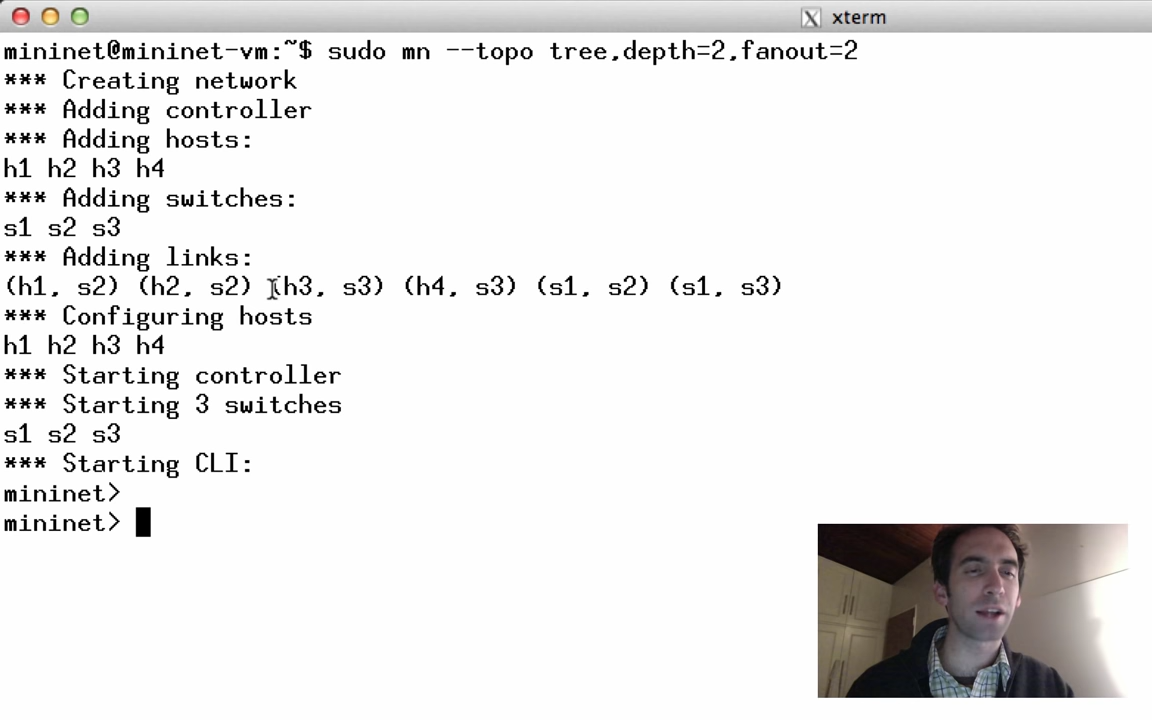 xterm
mininet@mininet-vm:~$ sudo mn --topo tree,depth=2,fanout=2
*** Creating network
*** Adding controller
*** Adding hosts:
h1 h2 h3 h4
*** Adding switches:
s1 s2 s3
*** Adding links:
(h1, s2) (h2, s2) (h3, s3) (h4, s3) (s1, s2) (s1, s3)
*** Configuring hosts
h1 h2 h3 h4
*** Starting controller
*** Starting 3 switches
s1 s2 s3
*** Starting CLI:
mininet>
mininet>